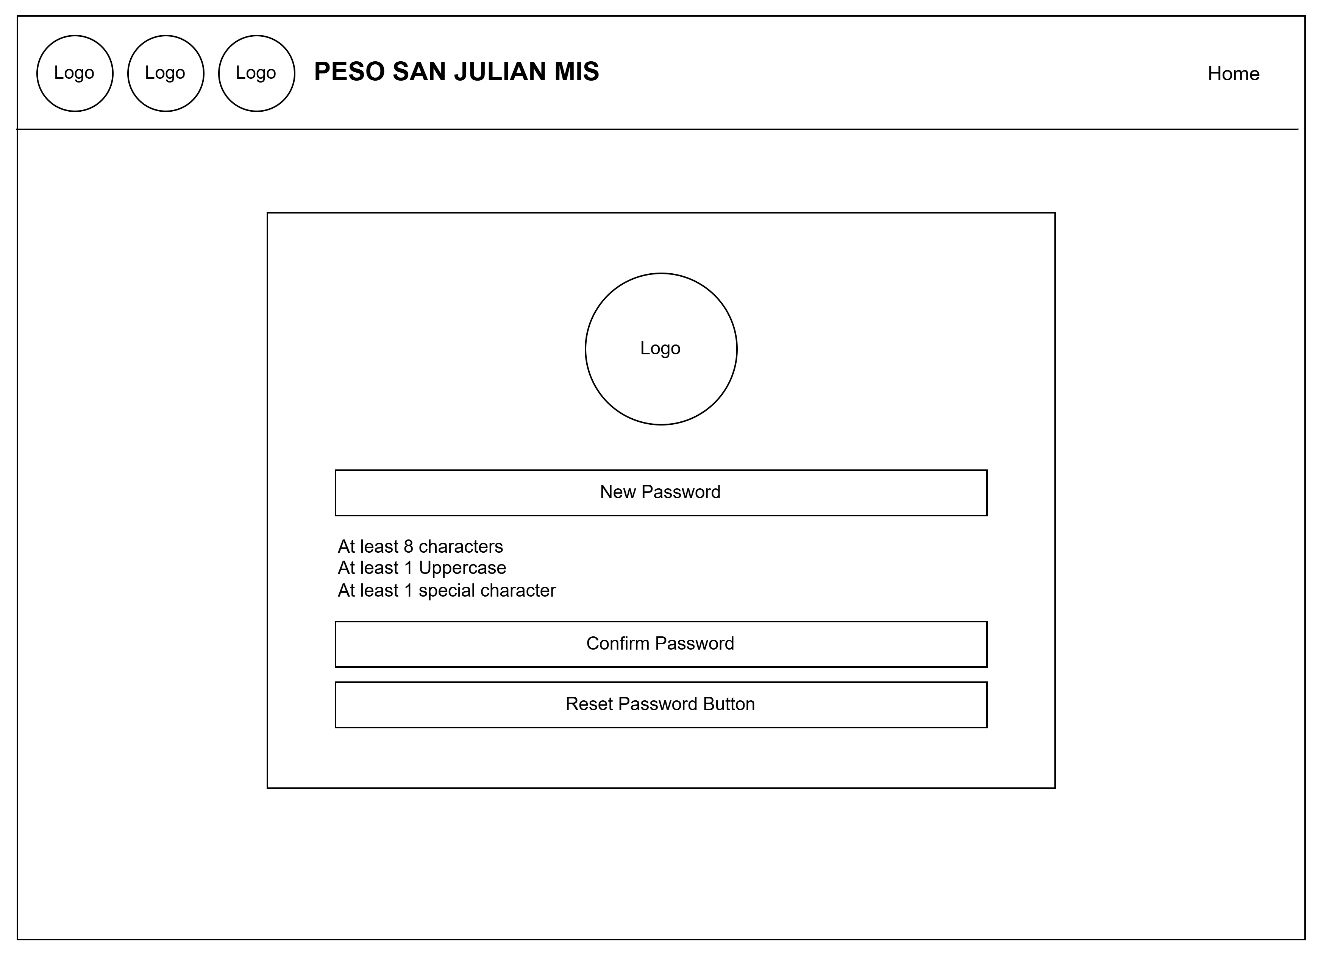 Logo Logo Logo PESO SAN JULIAN MIS Home
Logo
New Password
At least 8 characters
At least 1 Uppercase
At least 1 special character
Confirm Password
Reset Password Button